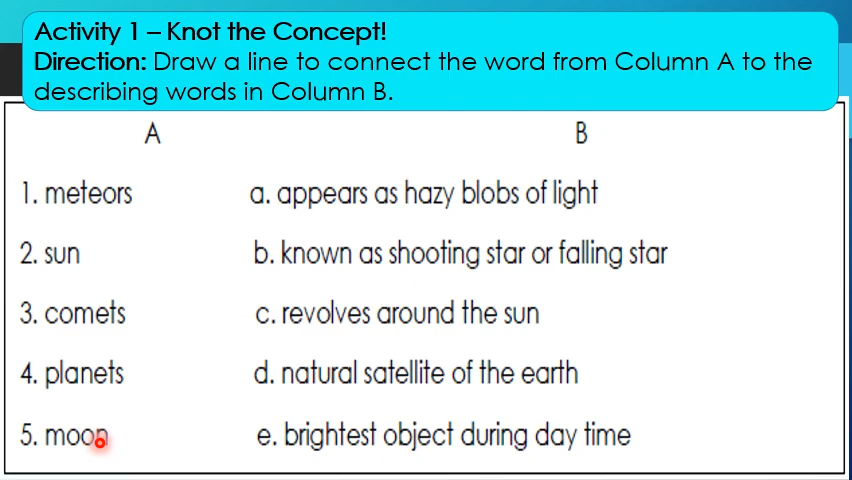 Activity 1 – Knot the Concept!
Direction: Draw a line to connect the word from Column A to the
describing words in Column B.
A B
1. meteors a. appears as hazy blobs of light
2. sun b. known as shooting star or falling star
3. comets c. revolves around the sun
4. planets d. natural satellite of the earth
5. moon e. brightest object during day time